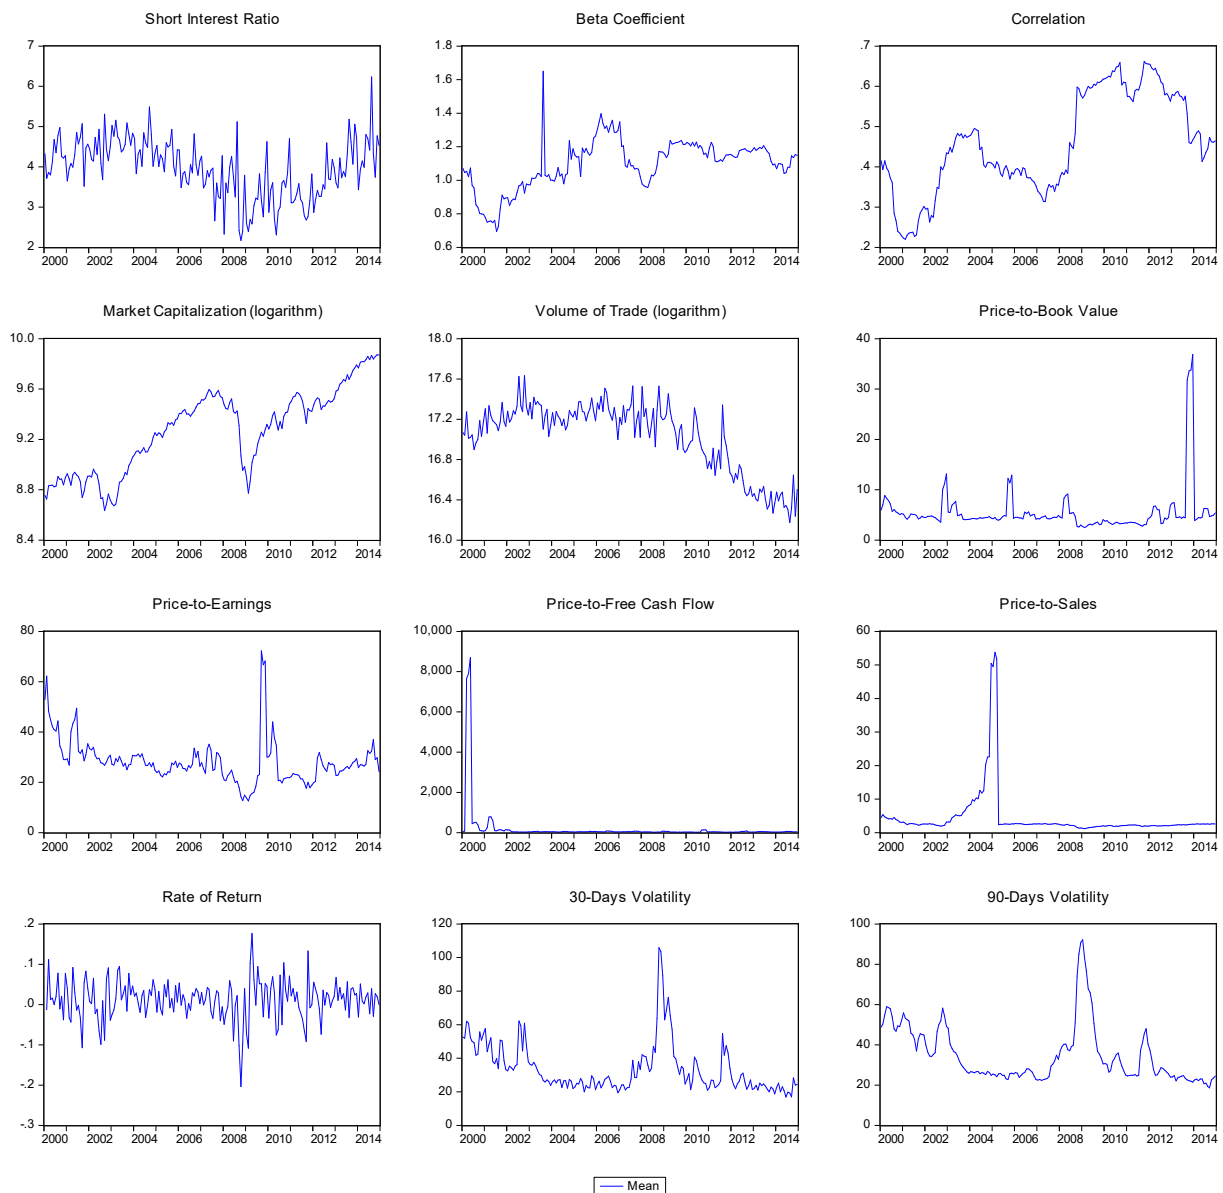 Short Interest Ratio
Beta Coefficient
Correlation
7
6
5
4
3
2
2000 2002 2004 2006 2008 2010 2012 2014
1.8
1.6
1.4
1.2
1.0
0.8
0.6
2000 2002 2004 2006 2008 2010 2012 2014
.7
.6
.5
.4
.3
.2
2000 2002 2004 2006 2008 2010 2012 2014
Market Capitalization (logarithm)
Volume of Trade (logarithm)
Price-to-Book Value
10.0
9.6
9.2
8.8
8.4
2000 2002 2004 2006 2008 2010 2012 2014
18.0
17.6
17.2
16.8
16.4
16.0
2000 2002 2004 2006 2008 2010 2012 2014
40
30
20
10
0
2000 2002 2004 2006 2008 2010 2012 2014
Price-to-Earnings
Price-to-Free Cash Flow
Price-to-Sales
80
60
40
20
0
2000 2002 2004 2006 2008 2010 2012 2014
10,000
8,000
6,000
4,000
2,000
0
2000 2002 2004 2006 2008 2010 2012 2014
60
50
40
30
20
10
0
2000 2002 2004 2006 2008 2010 2012 2014
Rate of Return
30-Days Volatility
90-Days Volatility
.2
.1
.0
-.1
-.2
-.3
2000 2002 2004 2006 2008 2010 2012 2014
120
100
80
60
40
20
0
2000 2002 2004 2006 2008 2010 2012 2014
100
80
60
40
20
0
2000 2002 2004 2006 2008 2010 2012 2014
Mean